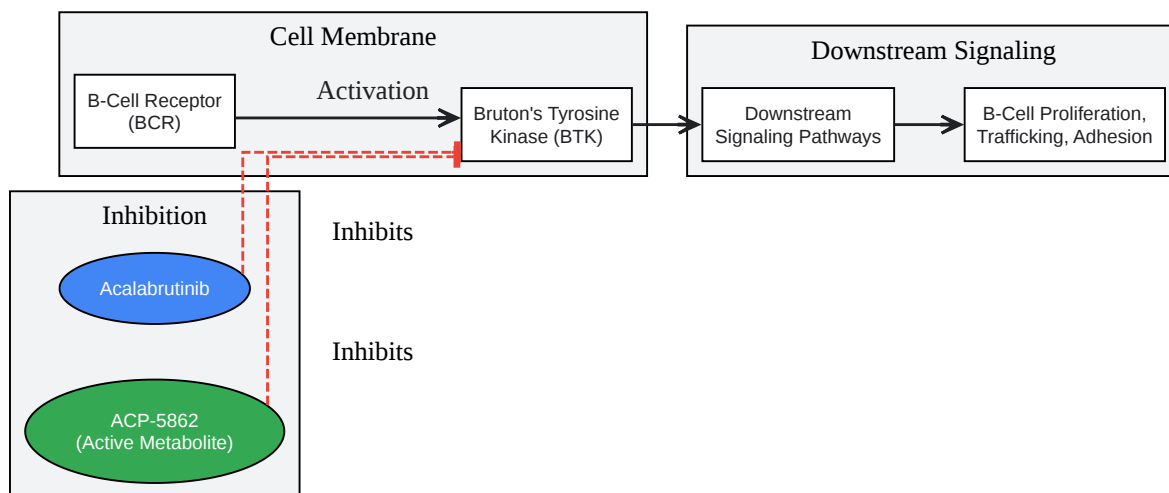 Cell Membrane
B-Cell Receptor
(BCR)
Activation
Bruton's Tyrosine
Kinase (BTK)
Downstream Signaling
Downstream
Signaling Pathways
B-Cell Proliferation,
Trafficking, Adhesion
Inhibition
Acalabrutinib
ACP-5862
(Active Metabolite)
Inhibits
Inhibits